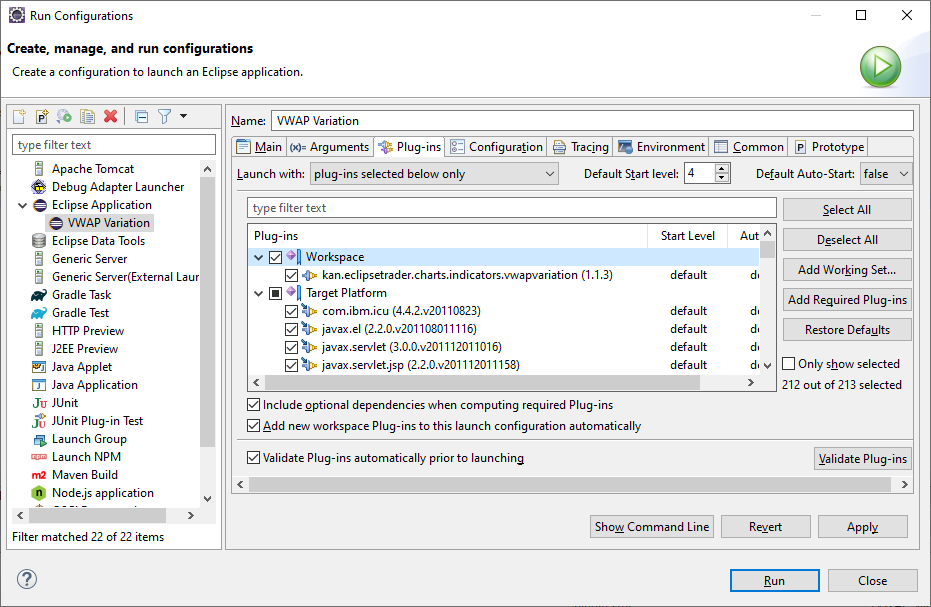 Run Configurations
Create, manage, and run configurations
Create a configuration to launch an Eclipse application.
type filter text
Apache Tomcat
Debug Adapter Launcher
Eclipse Application
VWAP Variation
Eclipse Data Tools
Generic Server
Generic Server(External Laur
Gradle Task
Gradle Test
HTTP Preview
J2EE Preview
Java Applet
Java Application
JUnit
JUnit Plug-in Test
Launch Group
Launch NPM
Maven Build
Node.js application
Filter matched 22 of 22 items
Name: VWAP Variation
Main (x)= Arguments Plug-ins Configuration Tracing Environment Common Prototype
Launch with: plug-ins selected below only Default Start level: 4 Default Auto-Start: false
type filter text
Plug-ins Start Level Aut
Workspace
kan.eclipsetrader.charts.indicators.vwapvariation (1.1.3) default
Target Platform
com.ibm.icu (4.4.2.v20110823) default
javax.el (2.2.0.v201108011116) default
javax.servlet (3.0.0.v201112011016) default
javax.servlet.jsp (2.2.0.v201112011158) default
Select All
Deselect All
Add Working Set...
Add Required Plug-ins
Restore Defaults
Only show selected
212 out of 213 selected
Include optional dependencies when computing required Plug-ins
Add new workspace Plug-ins to this launch configuration automatically
Validate Plug-ins automatically prior to launching Validate Plug-ins
Show Command Line Revert Apply
Run Close